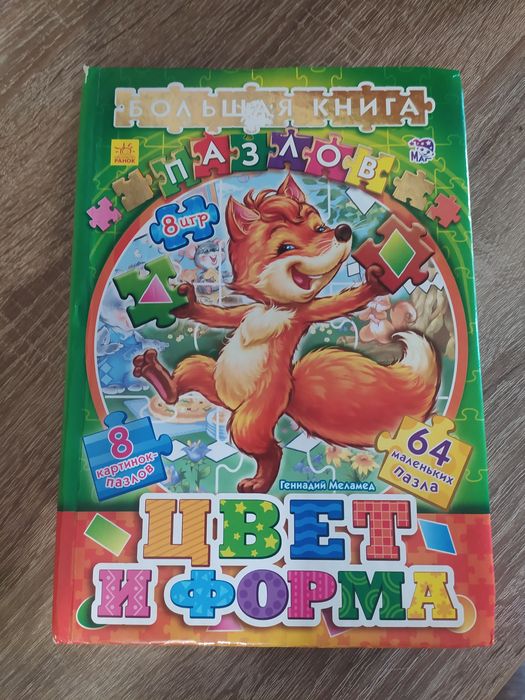 БОЛЬШАЯ КНИГА
РАНОК
ПАЗЛОВ
МАГ
8 игр
8
картинок-
пазлов
64
маленьких
пазла
Геннадий Меламед
ЦВЕТ
И ФОРМА